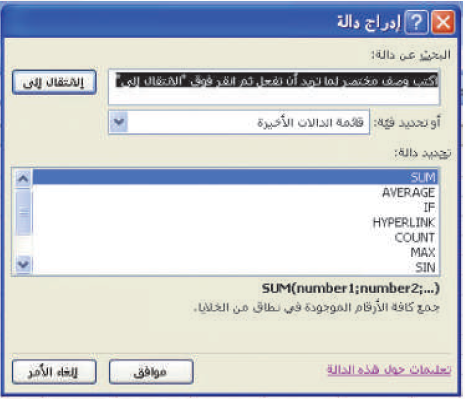 إدراج دالة
البحث عن دالة:
اكتب وصف مختصر لما تريد أن تفعل ثم انقر فوق "الانتقال إلى"
الانتقال إلى
أو تحديد فئة: قائمة الدالات الأخيرة
تحديد دالة:
SUM
AVERAGE
IF
HYPERLINK
COUNT
MAX
SIN
SUM(number1;number2;...)
جمع كافة الأرقام الموجودة في نطاق من الخلايا.
تعليمات حول هذه الدالة
موافق
إلغاء الأمر